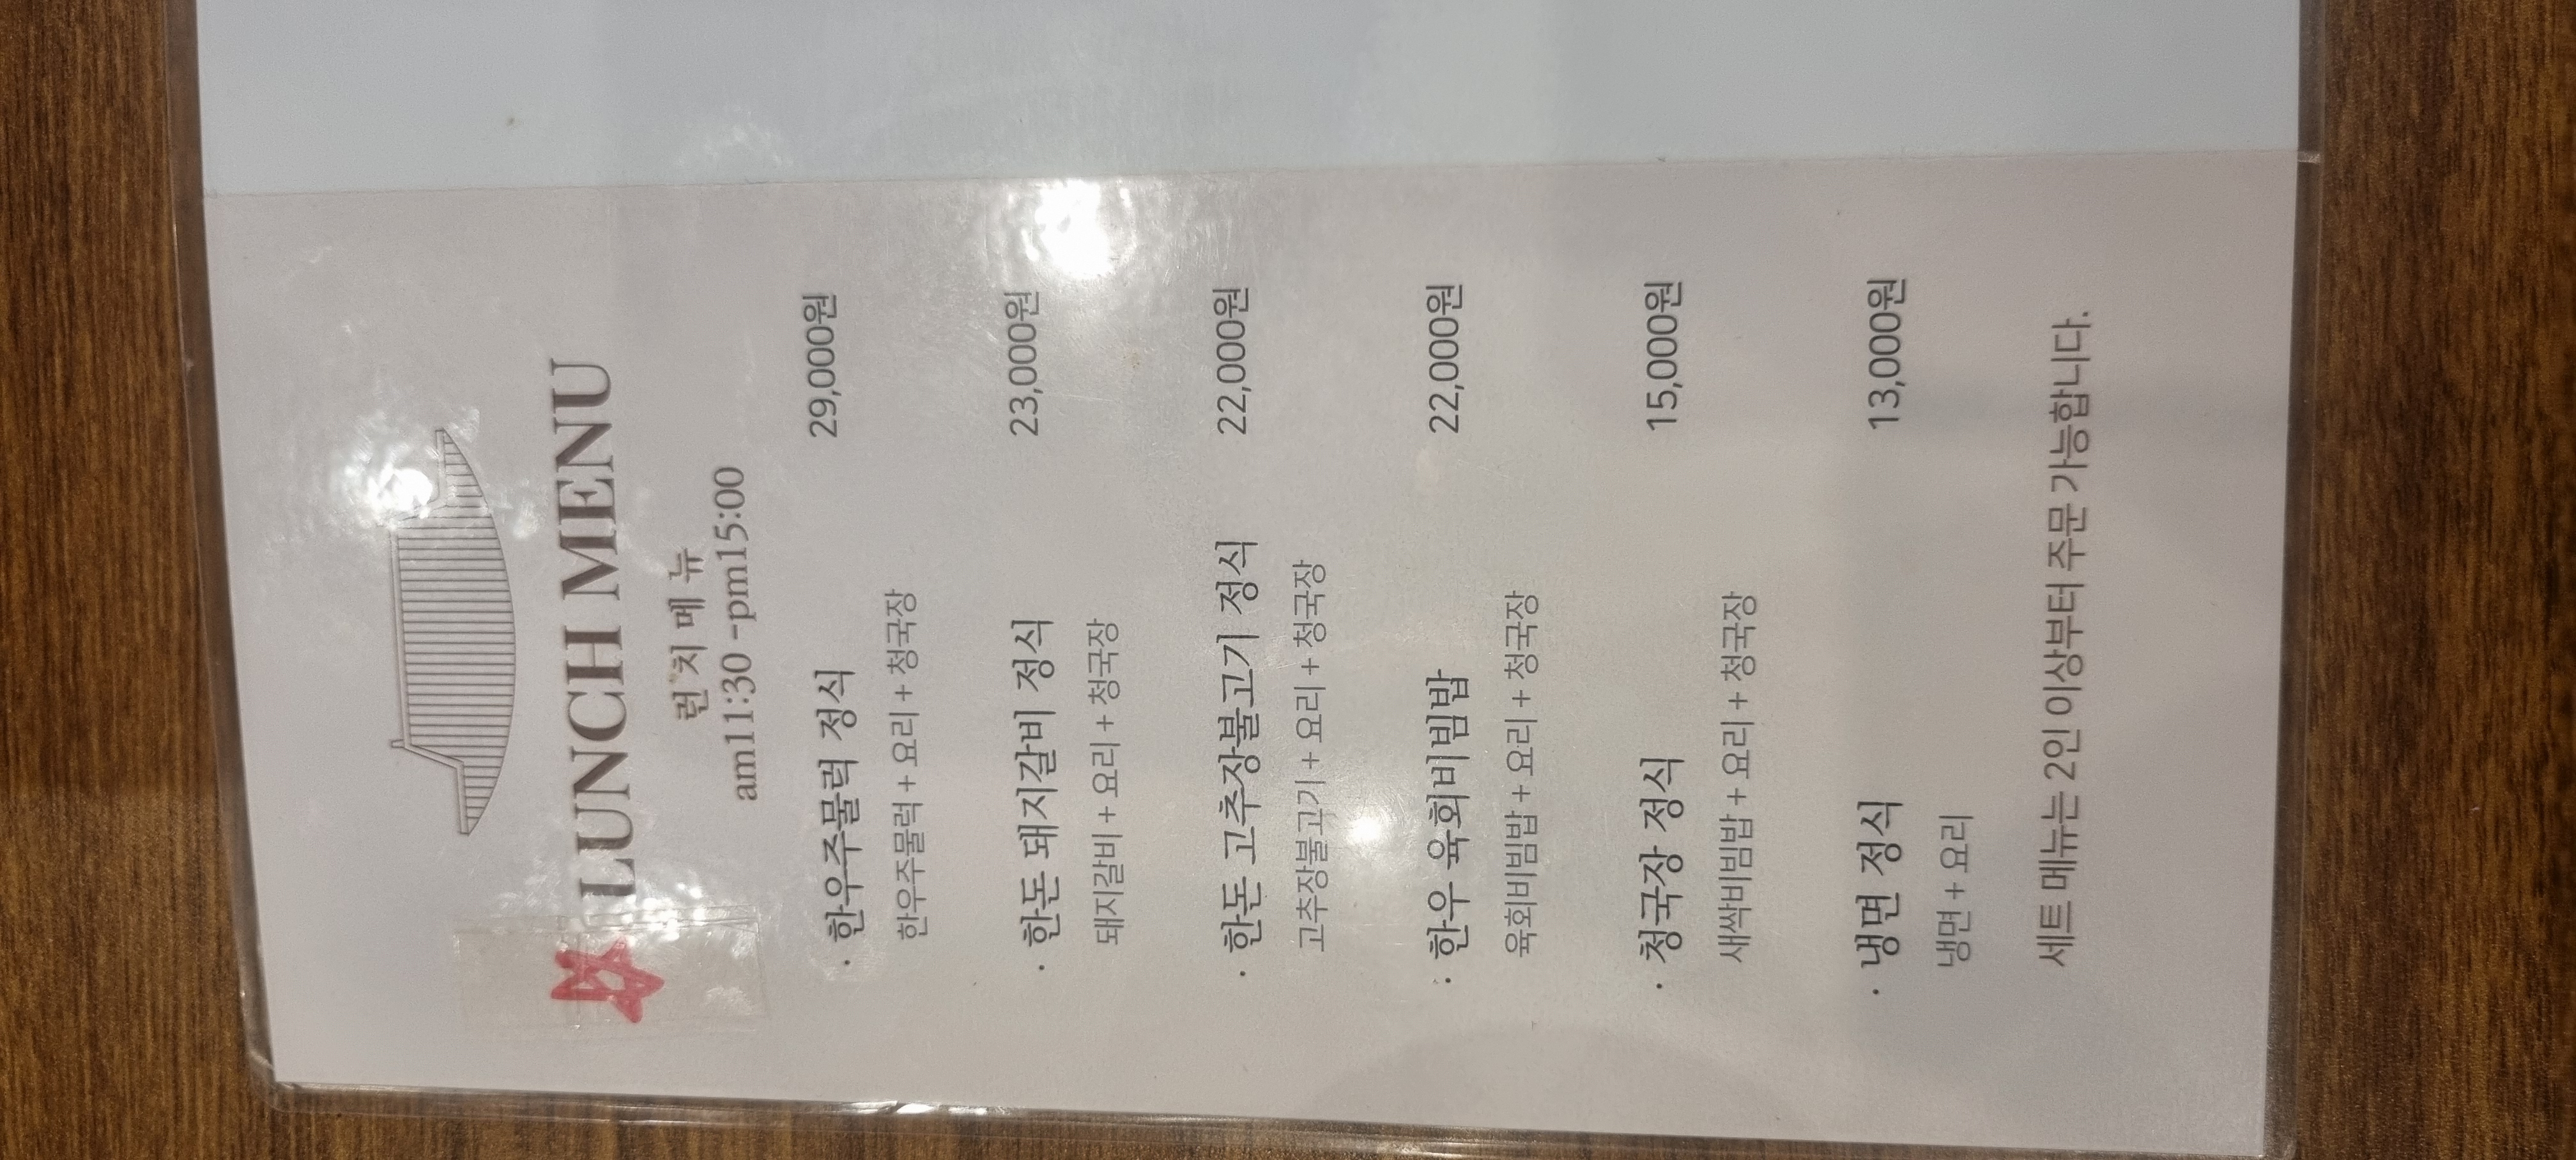 LUNCH MENU
런치메뉴
am11:30 -pm15:00
· 한우주물럭 정식 29,000원
한우주물럭 + 요리 + 청국장
· 한돈 돼지갈비 정식 23,000원
돼지갈비 + 요리 + 청국장
· 한돈 고추장불고기 정식 22,000원
고추장불고기 + 요리 + 청국장
· 한우 육회비빔밥 22,000원
육회비빔밥 + 요리 + 청국장
· 청국장 정식 15,000원
새싹비빔밥 + 요리 + 청국장
· 냉면 정식 13,000원
냉면 + 요리
세트 메뉴는 2인 이상부터 주문 가능합니다.